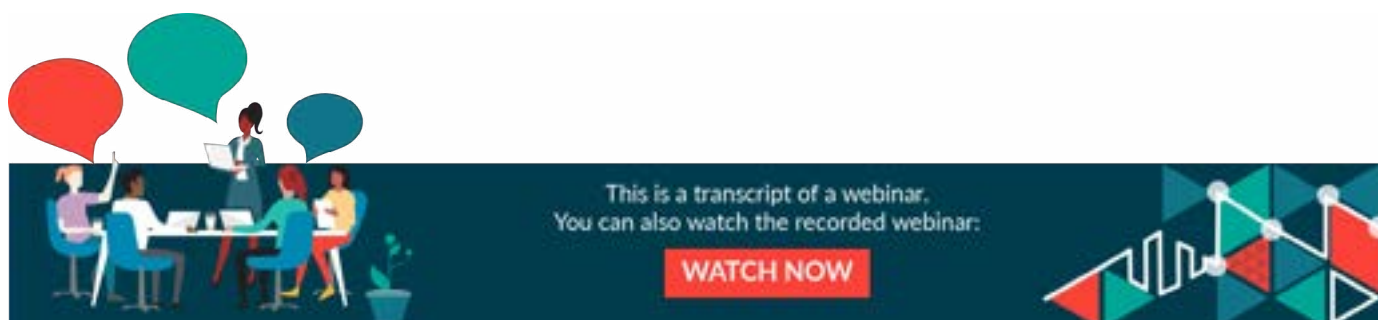 This is a transcript of a webinar.
You can also watch the recorded webinar:
WATCH NOW